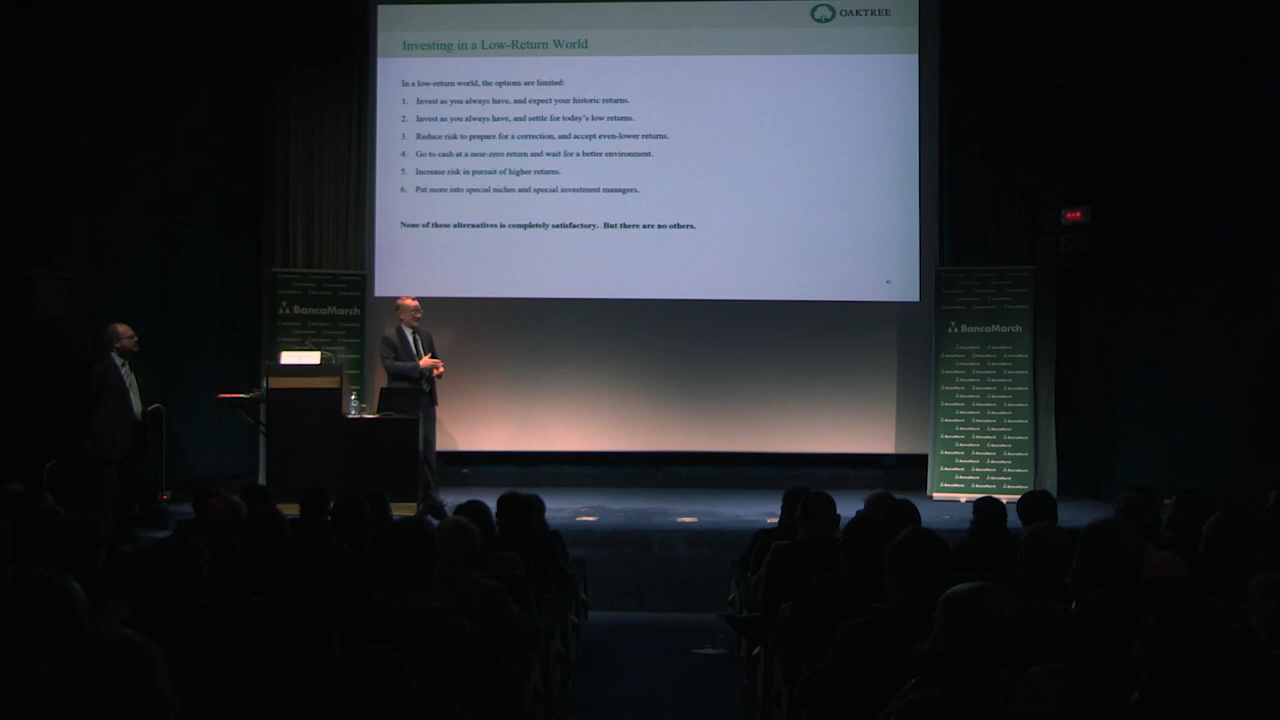 OAKTREE
Investing in a Low-Return World
In a low-return world, the options are limited:
1. Invest as you always have, and expect your historic returns.
2. Invest as you always have, and settle for today's low returns.
3. Reduce risk to prepare for a correction, and accept even-lower returns.
4. Go to cash at a near-zero return and wait for a better environment.
5. Increase risk in pursuit of higher returns.
6. Put more into special niches and special investment managers.
None of these alternatives is completely satisfactory. But there are no others.
BancaMarch
BancaMarch